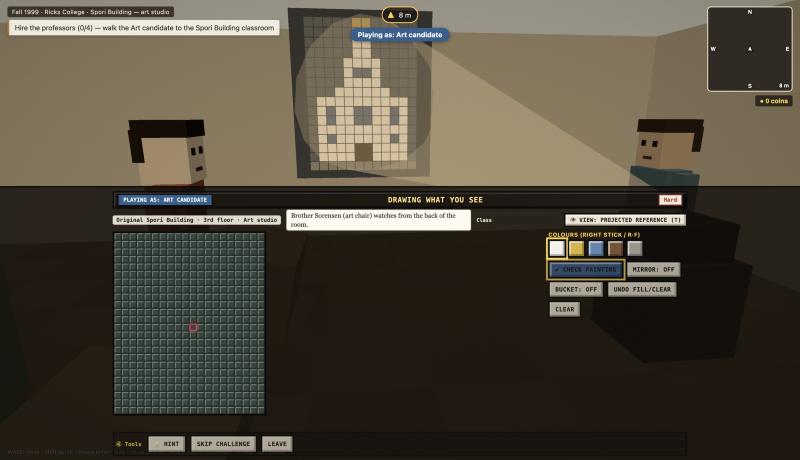 Fall 1999 · Ricks College · Spori Building — art studio
Hire the professors (0/4) — walk the Art candidate to the Spori Building classroom
8 m
Playing as: Art candidate
N
W
A
E
S
8 m
0 coins
PLAYING AS: ART CANDIDATE
DRAWING WHAT YOU SEE
Hard
Original Spori Building · 3rd floor · Art studio
Brother Sorensen (art chair) watches from the back of the
room.
Class
VIEW: PROJECTED REFERENCE (T)
COLOURS (RIGHT STICK / R-F)
✓ CHECK PAINTING
MIRROR: OFF
BUCKET: OFF
UNDO FILL/CLEAR
CLEAR
Tools
HINT
SKIP CHALLENGE
LEAVE